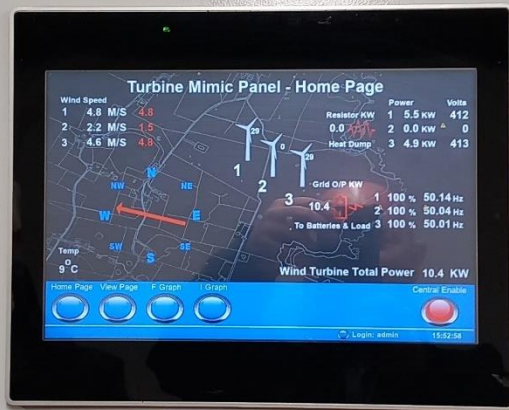 Turbine Mimic Panel - Home Page
Wind Speed
1 4.8 M/S 4.8
2 2.2 M/S 1.5
3 4.6 M/S 4.8
Power Volts
Resistor KW 1 5.5 KW 412
0.0 2 0.0 KW 0
Heat Dump 3 4.9 KW 413
29
0
29
1
2
3
Grid O/P KW
10.4
1 100 % 50.14 Hz
2 100 % 50.04 Hz
To Batteries & Load 3 100 % 50.01 Hz
N
NW NE
W E
SW SE
S
Temp
9 °C
Wind Turbine Total Power 10.4 KW
Home Page View Page F Graph I Graph Central Enable
Login: admin 15:52:58